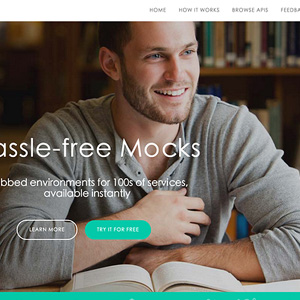 HOME HOW IT WORKS BROWSE APIS FEEDBA
assle-free Mocks
bbed environments for 100s of services,
available instantly
LEARN MORE TRY IT FOR FREE